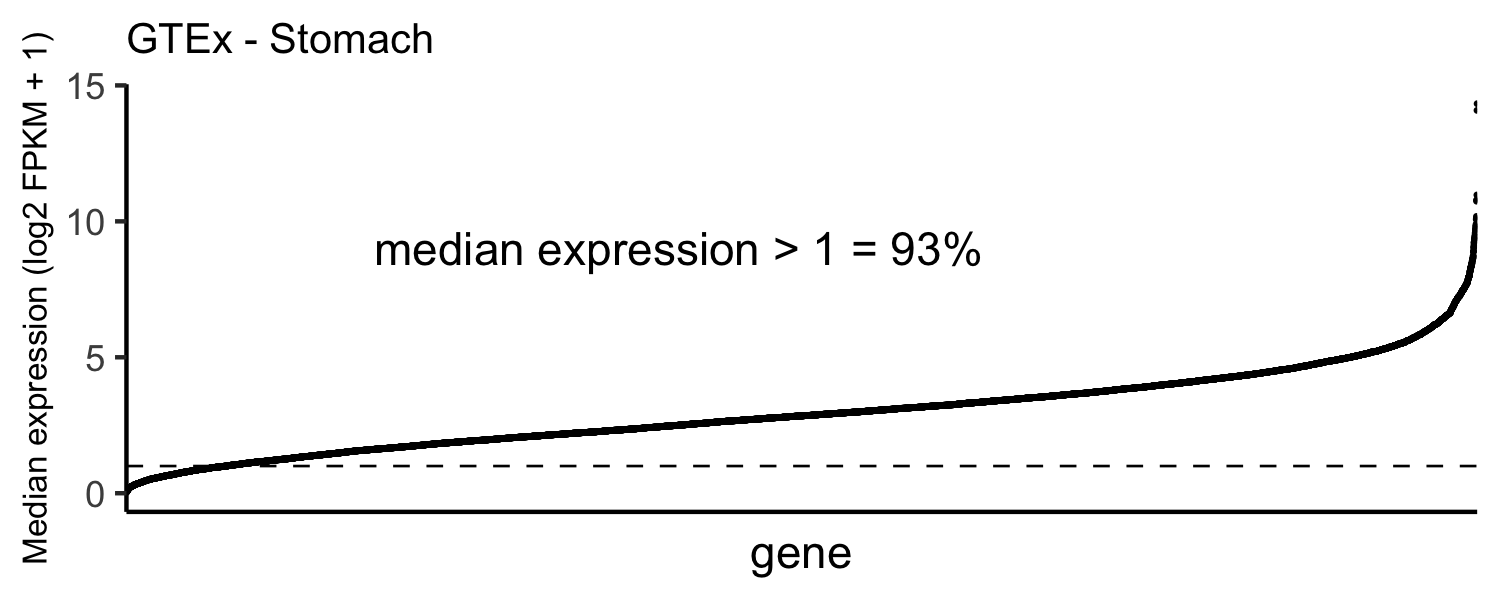 GTEx - Stomach
Median expression (log2 FPKM + 1)
15
10
5
0
median expression > 1 = 93%
gene